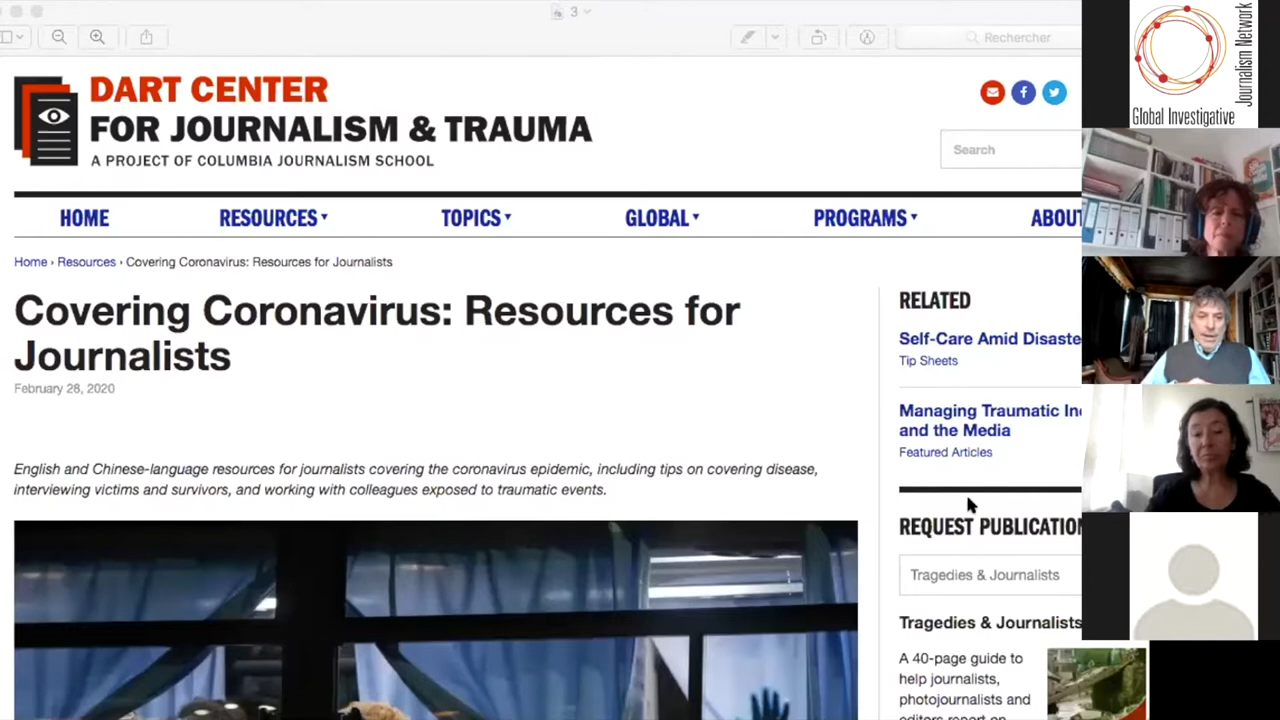 3
Rechercher
DART CENTER
FOR JOURNALISM & TRAUMA
A PROJECT OF COLUMBIA JOURNALISM SCHOOL
Search
HOME
RESOURCES
TOPICS
GLOBAL
PROGRAMS
ABOUT
Home › Resources › Covering Coronavirus: Resources for Journalists
Covering Coronavirus: Resources for
Journalists
February 28, 2020
English and Chinese-language resources for journalists covering the coronavirus epidemic, including tips on covering disease,
interviewing victims and survivors, and working with colleagues exposed to traumatic events.
RELATED
Self-Care Amid Disaste
Tip Sheets
Managing Traumatic In
and the Media
Featured Articles
REQUEST PUBLICATION
Tragedies & Journalists
Tragedies & Journalists
A 40-page guide to
help journalists,
photojournalists and
editors report on
Global Investigative
Journalism Network